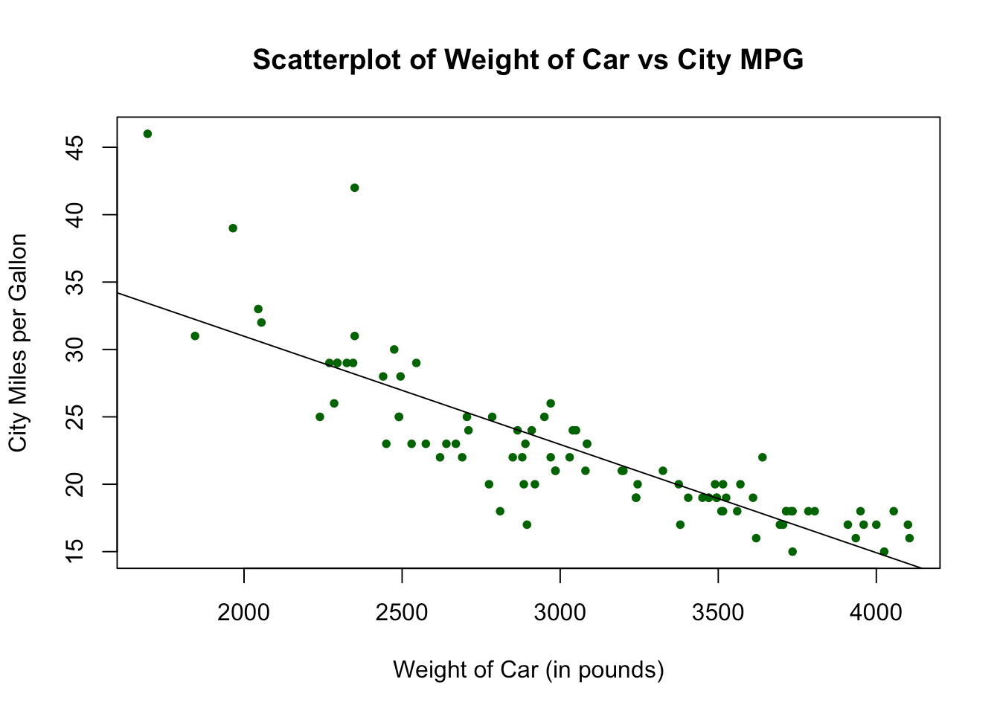 Scatterplot of Weight of Car vs City MPG
45
40
35
30
25
20
15
City Miles per Gallon
2000 2500 3000 3500 4000
Weight of Car (in pounds)